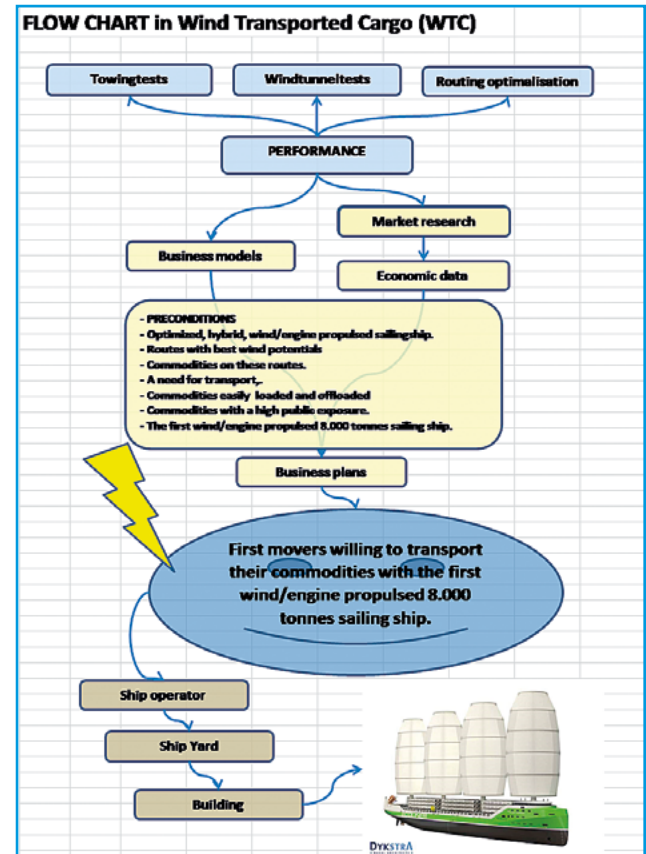 FLOW CHART in Wind Transported Cargo (WTC)
Towingtests
Windtunneltests
Routing optimalisation
PERFORMANCE
Market research
Business models
Economic data
- PRECONDITIONS
- Optimized, hybrid, wind/engine propulsed sailingship.
- Routes with best wind potentials
- Commodities on these routes.
- A need for transport,.
- Commodities easily loaded and offloaded
- Commodities with a high public exposure.
- The first wind/engine propulsed 8.000 tonnes sailing ship.
Business plans
First movers willing to transport
their commodities with the first
wind/engine propulsed 8.000
tonnes sailing ship.
Ship operator
Ship Yard
Building
DYKSTRA